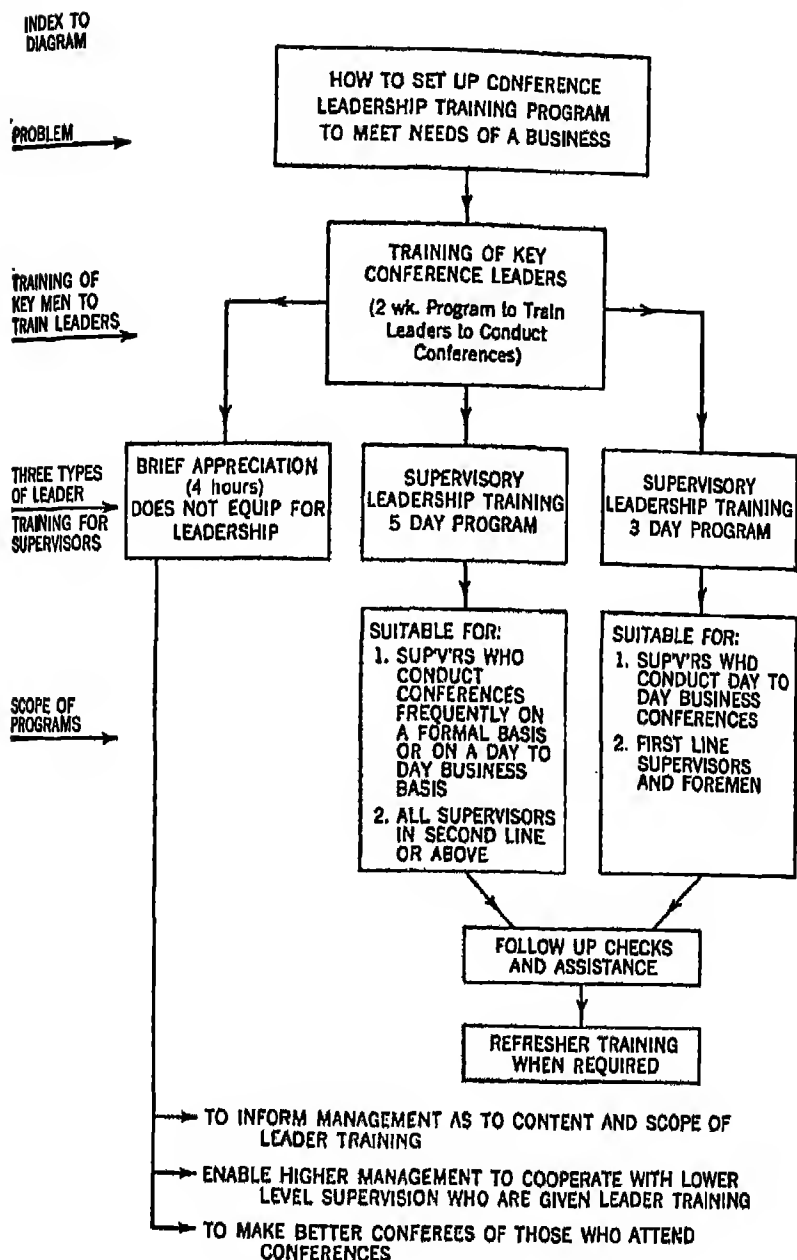 INDEX TO
DIAGRAM
HOW TO SET UP CONFERENCE
LEADERSHIP TRAINING PROGRAM
TO MEET NEEDS OF A BUSINESS
PROBLEM
TRAINING OF KEY
CONFERENCE LEADERS
(2 wk. Program to Train
Leaders to Conduct
Conferences)
TRAINING OF
KEY MEN TO
TRAIN LEADERS
THREE TYPES
OF LEADER
TRAINING FOR
SUPERVISORS
BRIEF APPRECIATION
(4 hours)
DOES NOT EQUIP FOR
LEADERSHIP
SUPERVISORY
LEADERSHIP TRAINING
5 DAY PROGRAM
SUPERVISORY
LEADERSHIP TRAINING
3 DAY PROGRAM
SCOPE OF
PROGRAMS
SUITABLE FOR:
1. SUPV'RS WHO
CONDUCT
CONFERENCES
FREQUENTLY ON
A FORMAL BASIS
OR ON A DAY TO
DAY BUSINESS
BASIS
2. ALL SUPERVISORS
IN SECOND LINE
OR ABOVE
SUITABLE FOR:
1. SUPV'RS WHO
CONDUCT DAY TO
DAY BUSINESS
CONFERENCES
2. FIRST LINE
SUPERVISORS
AND FOREMEN
FOLLOW UP CHECKS
AND ASSISTANCE
REFRESHER TRAINING
WHEN REQUIRED
TO INFORM MANAGEMENT AS TO CONTENT AND SCOPE OF
LEADER TRAINING
ENABLE HIGHER MANAGEMENT TO COOPERATE WITH LOWER
LEVEL SUPERVISION WHO ARE GIVEN LEADER TRAINING
TO MAKE BETTER CONFEREES OF THOSE WHO ATTEND
CONFERENCES